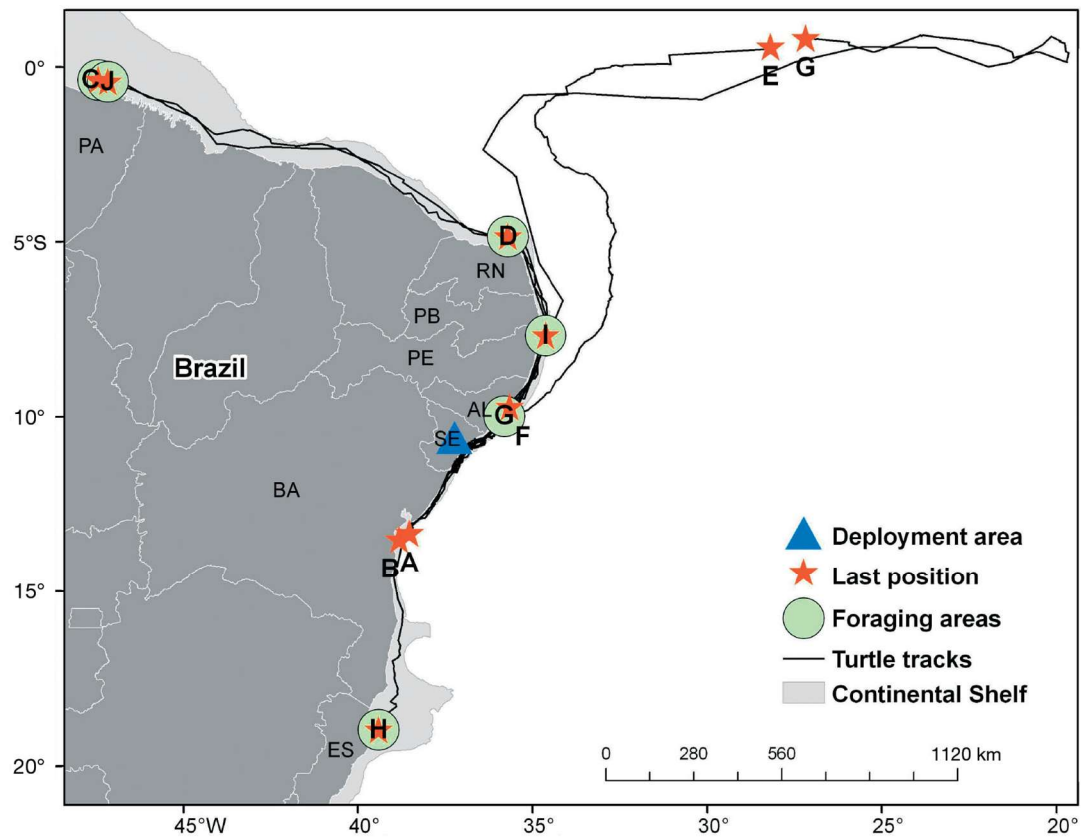 0°
5°S
10°
15°
20°
45°W
40°
35°
30°
25°
20°
C J
E
G
PA
D
RN
I
PB
PE
Brazil
AL
G
F
SE
BA
B
A
H
ES
Deployment area
Last position
Foraging areas
Turtle tracks
Continental Shelf
0 280 560 1120 km